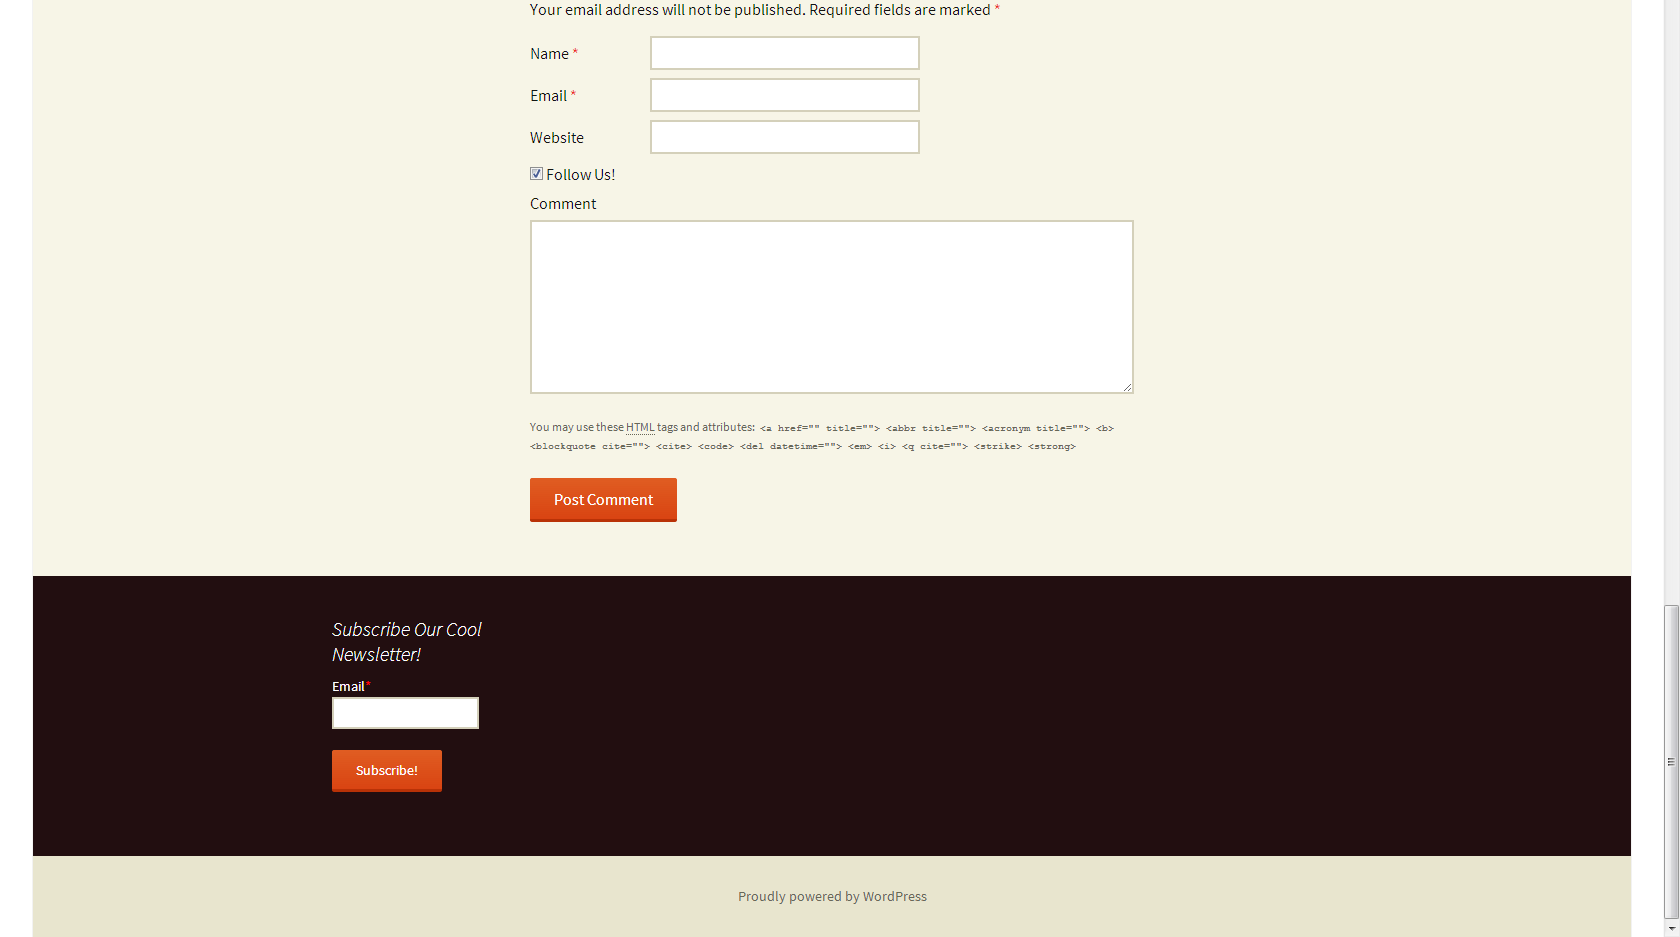 Your email address will not be published. Required fields are marked *
Name *
Email *
Website
Follow Us!
Comment
You may use these HTML tags and attributes: <a href="" title=""> <abbr title=""> <acronym title=""> <b>
<blockquote cite=""> <cite> <code> <del datetime=""> <em> <i> <q cite=""> <strike> <strong>
Post Comment
Subscribe Our Cool
Newsletter!
Email*
Subscribe!
Proudly powered by WordPress